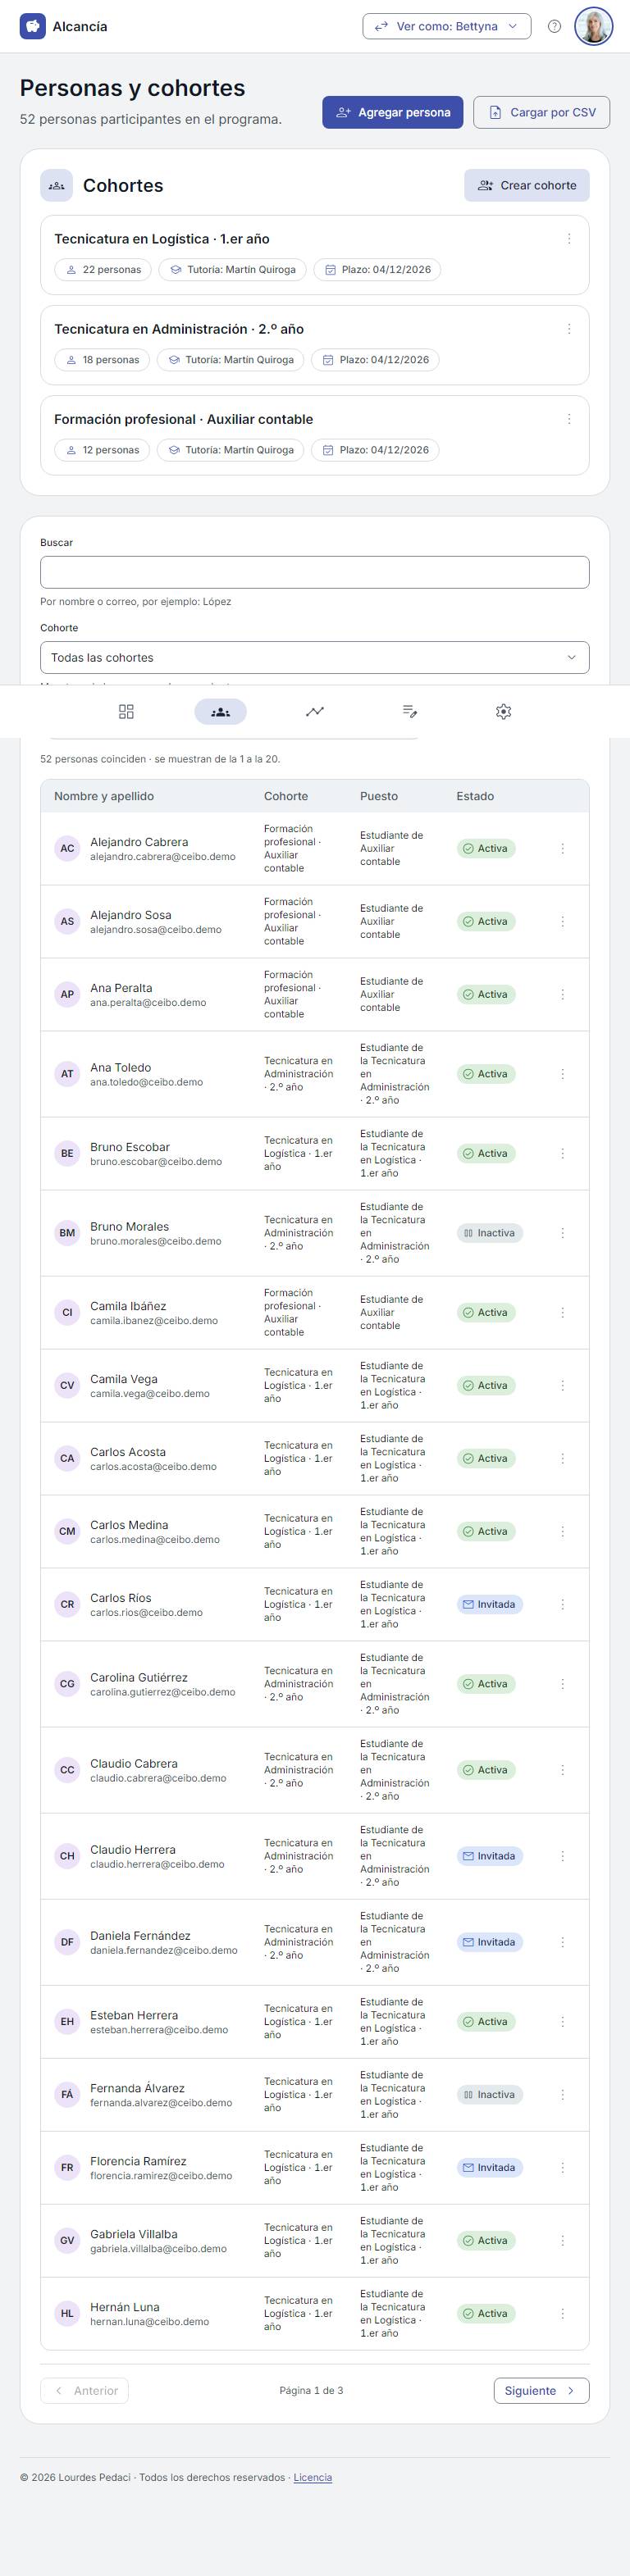 Alcancía
Ver como: Bettyna
Personas y cohortes
52 personas participantes en el programa.
Agregar persona
Cargar por CSV
Cohortes
Crear cohorte
Tecnicatura en Logística · 1.er año
22 personas
Tutoría: Martín Quiroga
Plazo: 04/12/2026
Tecnicatura en Administración · 2.º año
18 personas
Tutoría: Martín Quiroga
Plazo: 04/12/2026
Formación profesional · Auxiliar contable
12 personas
Tutoría: Martín Quiroga
Plazo: 04/12/2026
Buscar
Por nombre o correo, por ejemplo: López
Cohorte
Todas las cohortes
52 personas coinciden · se muestran de la 1 a la 20.
Nombre y apellido
Cohorte
Puesto
Estado
AC
Alejandro Cabrera
alejandro.cabrera@ceibo.demo
Formación
profesional ·
Auxiliar
contable
Estudiante de
Auxiliar
contable
Activa
AS
Alejandro Sosa
alejandro.sosa@ceibo.demo
Formación
profesional ·
Auxiliar
contable
Estudiante de
Auxiliar
contable
Activa
AP
Ana Peralta
ana.peralta@ceibo.demo
Formación
profesional ·
Auxiliar
contable
Estudiante de
Auxiliar
contable
Activa
AT
Ana Toledo
ana.toledo@ceibo.demo
Tecnicatura en
Administración
· 2.º año
Estudiante de
la Tecnicatura
en
Administración
· 2.º año
Activa
BE
Bruno Escobar
bruno.escobar@ceibo.demo
Tecnicatura en
Logística · 1.er
año
Estudiante de
la Tecnicatura
en Logística ·
1.er año
Activa
BM
Bruno Morales
bruno.morales@ceibo.demo
Tecnicatura en
Administración
· 2.º año
Estudiante de
la Tecnicatura
en
Administración
· 2.º año
Inactiva
CI
Camila Ibáñez
camila.ibanez@ceibo.demo
Formación
profesional ·
Auxiliar
contable
Estudiante de
Auxiliar
contable
Activa
CV
Camila Vega
camila.vega@ceibo.demo
Tecnicatura en
Logística · 1.er
año
Estudiante de
la Tecnicatura
en Logística ·
1.er año
Activa
CA
Carlos Acosta
carlos.acosta@ceibo.demo
Tecnicatura en
Logística · 1.er
año
Estudiante de
la Tecnicatura
en Logística ·
1.er año
Activa
CM
Carlos Medina
carlos.medina@ceibo.demo
Tecnicatura en
Logística · 1.er
año
Estudiante de
la Tecnicatura
en Logística ·
1.er año
Activa
CR
Carlos Ríos
carlos.rios@ceibo.demo
Tecnicatura en
Logística · 1.er
año
Estudiante de
la Tecnicatura
en Logística ·
1.er año
Invitada
CG
Carolina Gutiérrez
carolina.gutierrez@ceibo.demo
Tecnicatura en
Administración
· 2.º año
Estudiante de
la Tecnicatura
en
Administración
· 2.º año
Activa
CC
Claudio Cabrera
claudio.cabrera@ceibo.demo
Tecnicatura en
Administración
· 2.º año
Estudiante de
la Tecnicatura
en
Administración
· 2.º año
Activa
CH
Claudio Herrera
claudio.herrera@ceibo.demo
Tecnicatura en
Administración
· 2.º año
Estudiante de
la Tecnicatura
en
Administración
· 2.º año
Invitada
DF
Daniela Fernández
daniela.fernandez@ceibo.demo
Tecnicatura en
Administración
· 2.º año
Estudiante de
la Tecnicatura
en
Administración
· 2.º año
Invitada
EH
Esteban Herrera
esteban.herrera@ceibo.demo
Tecnicatura en
Logística · 1.er
año
Estudiante de
la Tecnicatura
en Logística ·
1.er año
Activa
FÁ
Fernanda Álvarez
fernanda.alvarez@ceibo.demo
Tecnicatura en
Logística · 1.er
año
Estudiante de
la Tecnicatura
en Logística ·
1.er año
Inactiva
FR
Florencia Ramírez
florencia.ramirez@ceibo.demo
Tecnicatura en
Logística · 1.er
año
Estudiante de
la Tecnicatura
en Logística ·
1.er año
Invitada
GV
Gabriela Villalba
gabriela.villalba@ceibo.demo
Tecnicatura en
Logística · 1.er
año
Estudiante de
la Tecnicatura
en Logística ·
1.er año
Activa
HL
Hernán Luna
hernan.luna@ceibo.demo
Tecnicatura en
Logística · 1.er
año
Estudiante de
la Tecnicatura
en Logística ·
1.er año
Activa
Anterior
Página 1 de 3
Siguiente
© 2026 Lourdes Pedaci · Todos los derechos reservados · Licencia